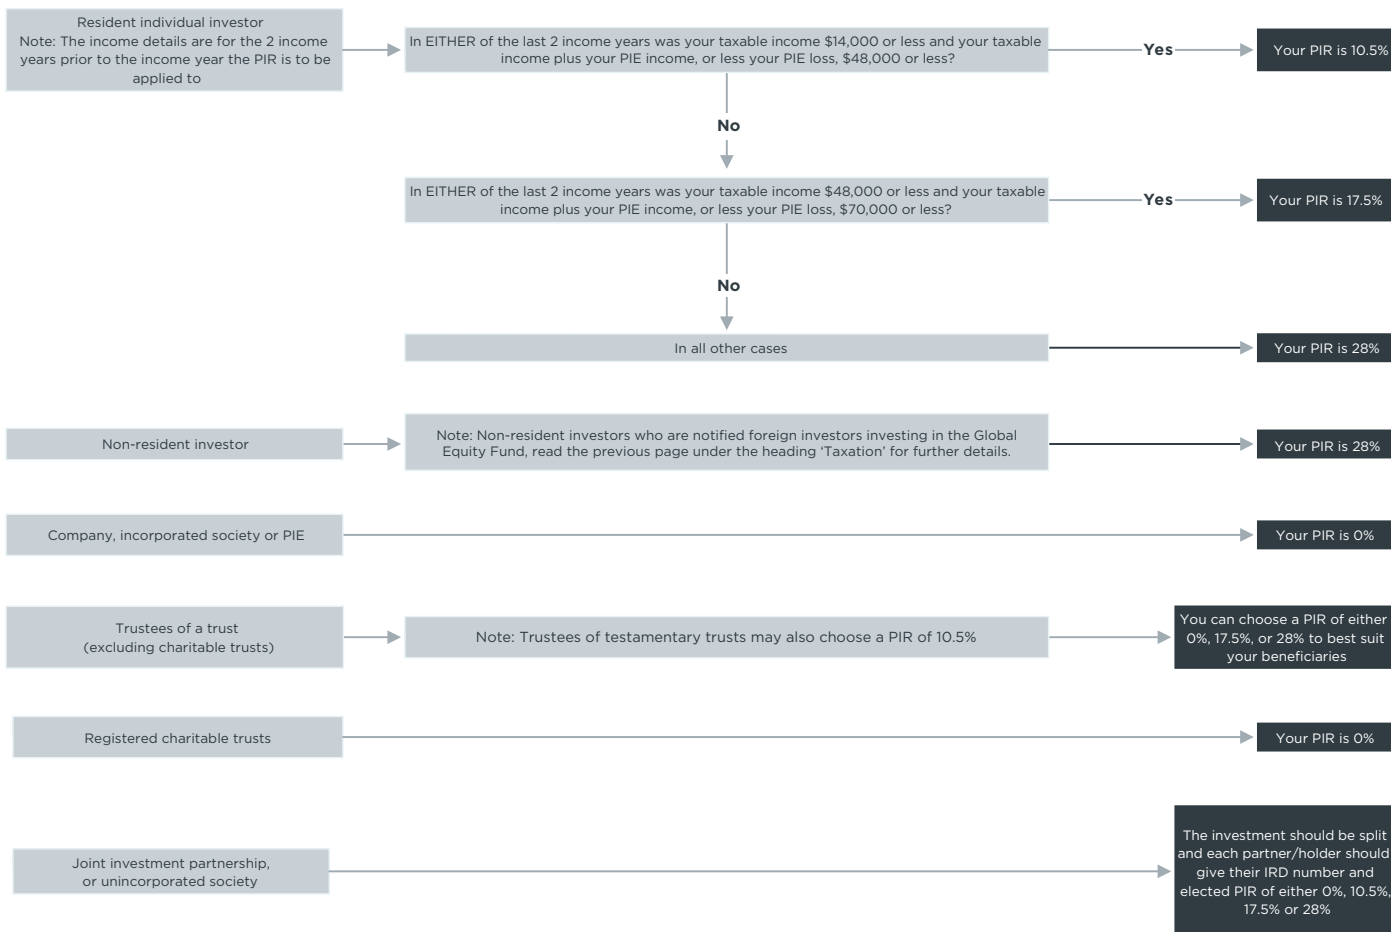 Resident individual investor
Note: The income details are for the 2 income
years prior to the income year the PIR is to be
applied to
In EITHER of the last 2 income years was your taxable income $14,000 or less and your taxable
income plus your PIE income, or less your PIE loss, $48,000 or less?
Yes
Your PIR is 10.5%
No
In EITHER of the last 2 income years was your taxable income $48,000 or less and your taxable
income plus your PIE income, or less your PIE loss, $70,000 or less?
Yes
Your PIR is 17.5%
No
In all other cases
Your PIR is 28%
Non-resident investor
Note: Non-resident investors who are notified foreign investors investing in the Global
Equity Fund, read the previous page under the heading ‘Taxation’ for further details.
Your PIR is 28%
Company, incorporated society or PIE
Your PIR is 0%
Trustees of a trust
(excluding charitable trusts)
Note: Trustees of testamentary trusts may also choose a PIR of 10.5%
You can choose a PIR of either
0%, 17.5%, or 28% to best suit
your beneficiaries
Registered charitable trusts
Your PIR is 0%
Joint investment partnership,
or unincorporated society
The investment should be split
and each partner/holder should
give their IRD number and
elected PIR of either 0%, 10.5%,
17.5% or 28%